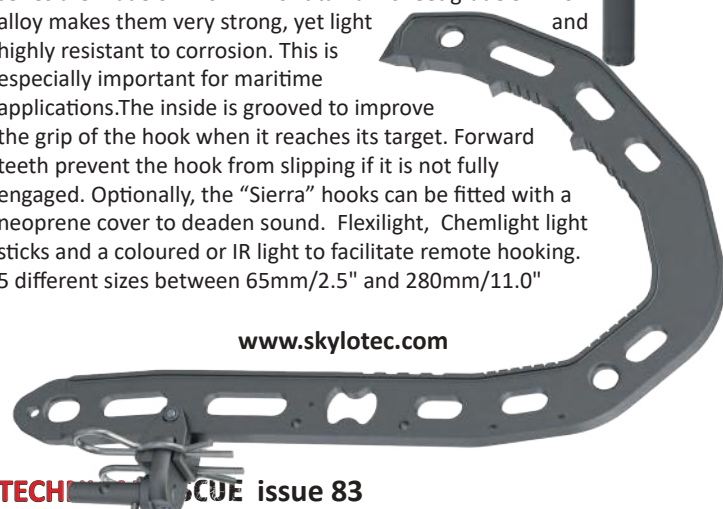 alloy makes them very strong, yet light and
highly resistant to corrosion. This is
especially important for maritime
applications.The inside is grooved to improve
the grip of the hook when it reaches its target. Forward
teeth prevent the hook from slipping if it is not fully
engaged. Optionally, the “Sierra” hooks can be fitted with a
neoprene cover to deaden sound. Flexilight, Chemlight light
sticks and a coloured or IR light to facilitate remote hooking.
5 different sizes between 65mm/2.5" and 280mm/11.0"
www.skylotec.com
issue 83